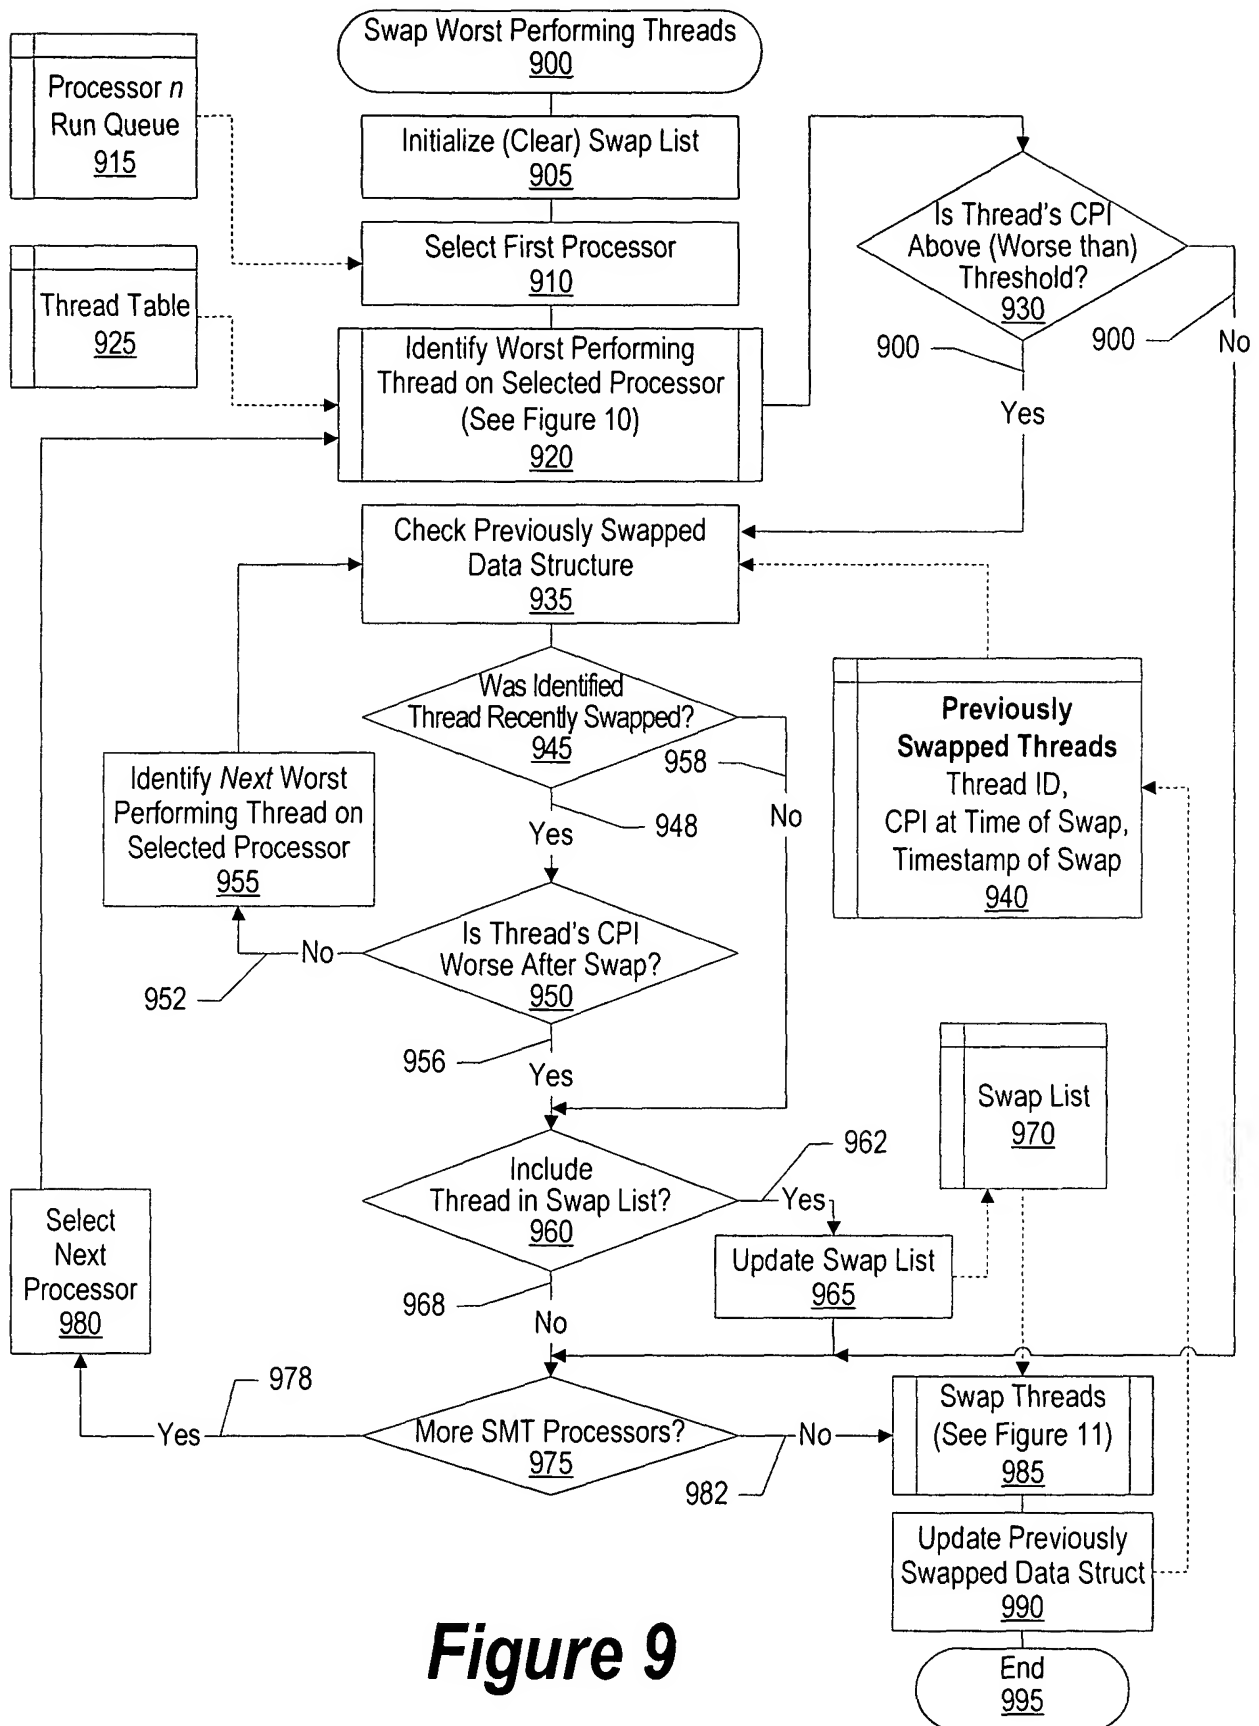 Swap Worst Performing Threads
900
Processor n
Run Queue
915
Initialize (Clear) Swap List
905
Select First Processor
910
Thread Table
925
Identify Worst Performing
Thread on Selected Processor
(See Figure 10)
920
Is Thread's CPI
Above (Worse than)
Threshold?
930
900
Yes
900
No
Check Previously Swapped
Data Structure
935
Was Identified
Thread Recently Swapped?
945
958
No
948
Yes
Previously
Swapped Threads
Thread ID,
CPI at Time of Swap,
Timestamp of Swap
940
Identify Next Worst
Performing Thread on
Selected Processor
955
Is Thread's CPI
Worse After Swap?
950
No
952
956
Yes
Include
Thread in Swap List?
960
962
Yes
Swap List
970
Update Swap List
965
968
No
Select
Next
Processor
980
978
Yes
More SMT Processors?
975
No
982
Swap Threads
(See Figure 11)
985
Update Previously
Swapped Data Struct
990
End
995
Figure 9